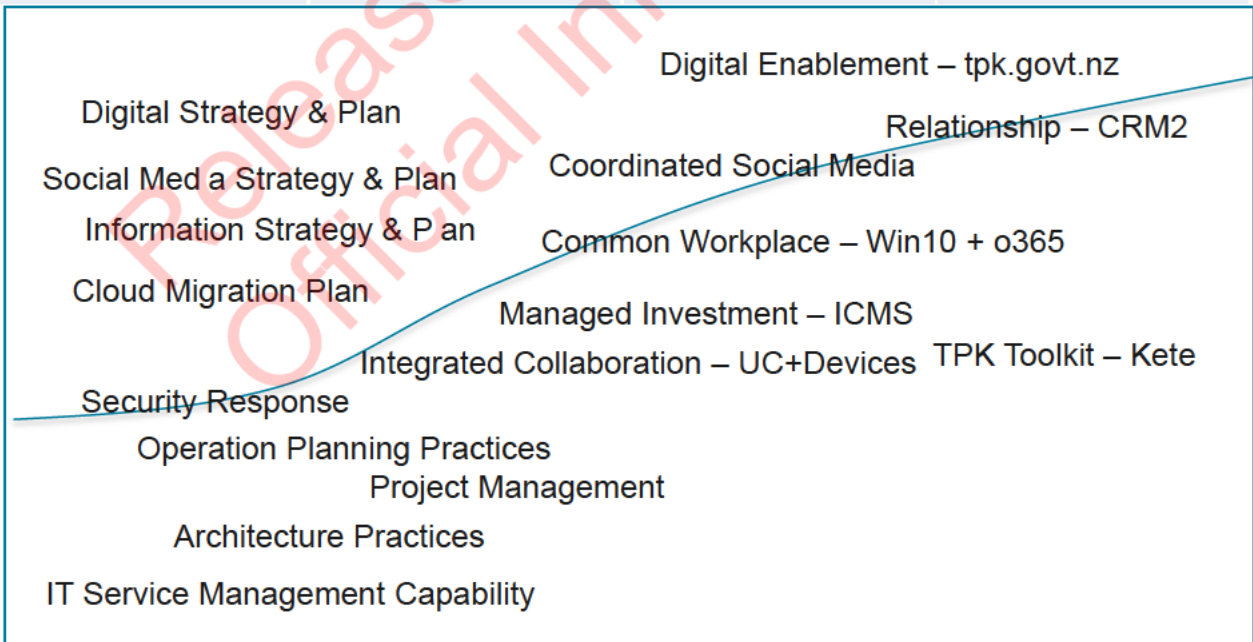 Digital Enablement – tpk.govt.nz
Digital Strategy & Plan
Relationship – CRM2
Coordinated Social Media
Social Med a Strategy & Plan
Information Strategy & P an
Common Workplace – Win10 + o365
Cloud Migration Plan
Managed Investment – ICMS
Integrated Collaboration – UC+Devices
TPK Toolkit – Kete
Security Response
Operation Planning Practices
Project Management
Architecture Practices
IT Service Management Capability
Official